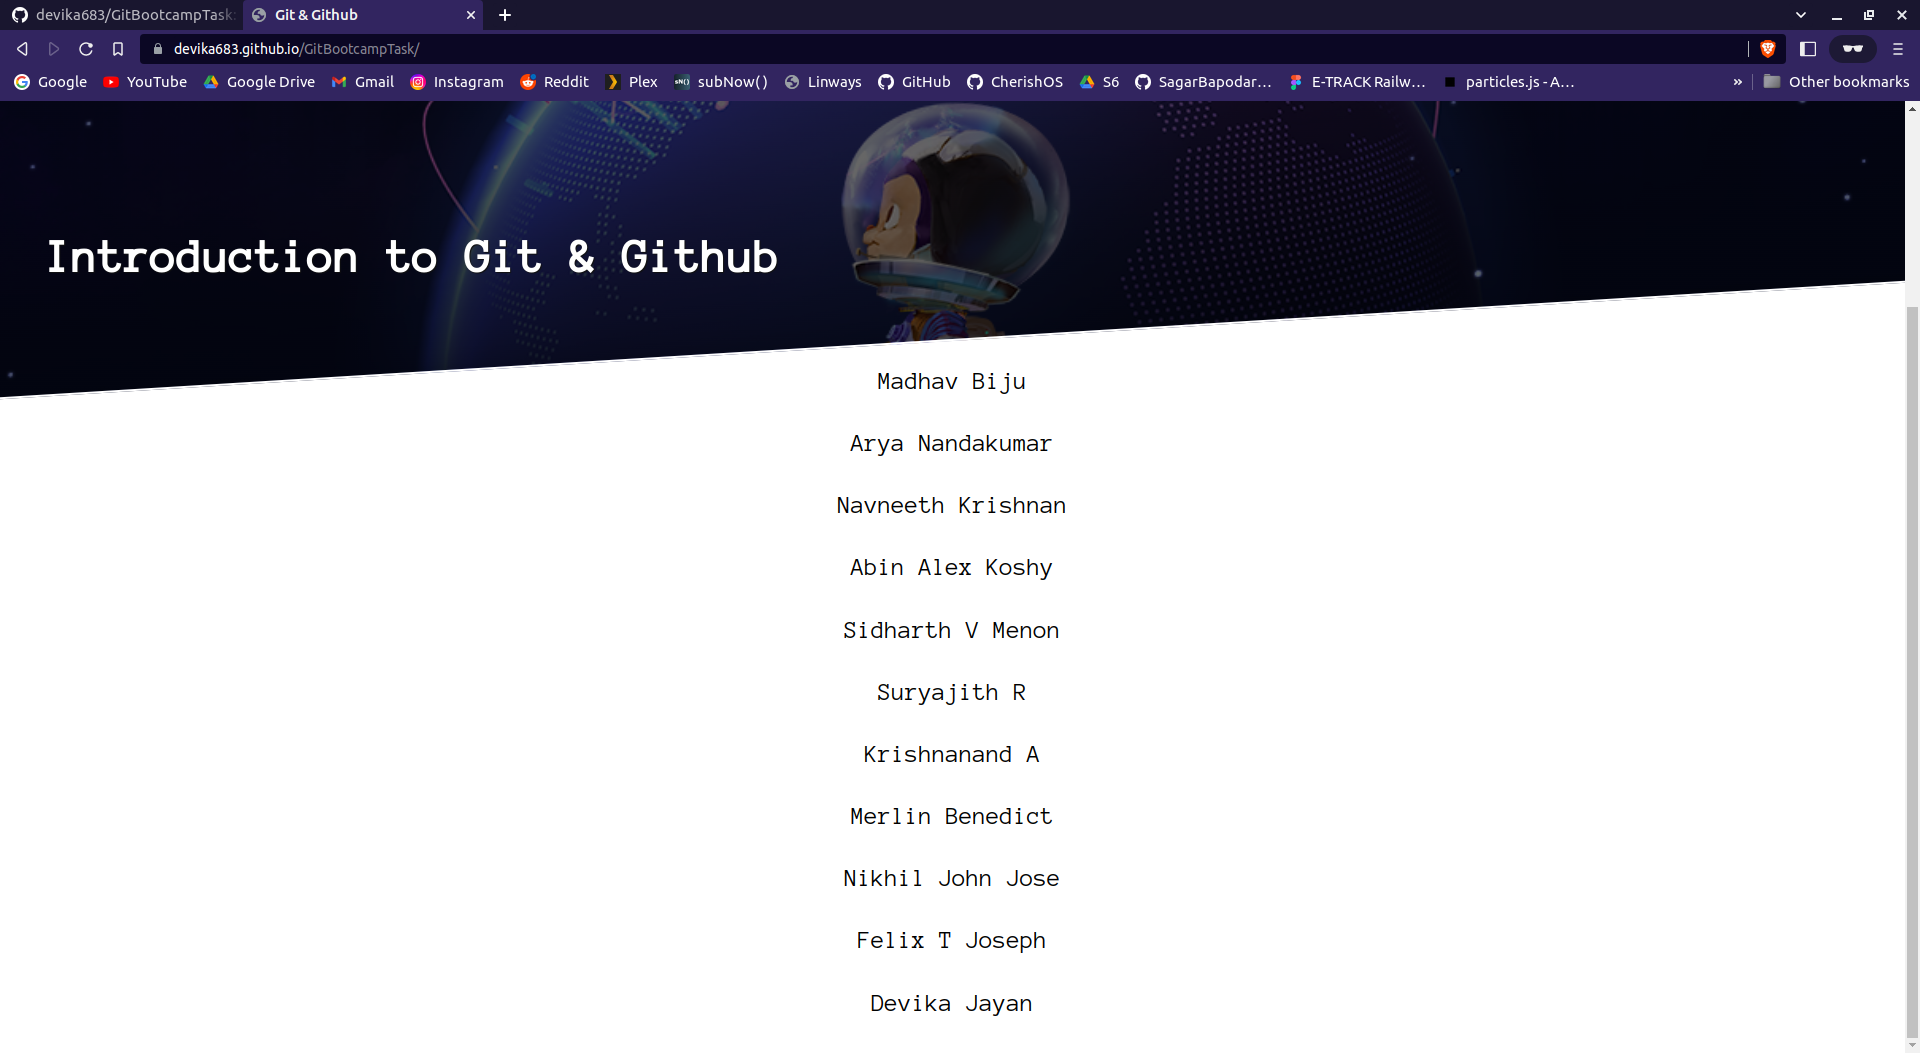 devika683/GitBootcampTask:
Git & Github
devika683.github.io/GitBootcampTask/
Google
YouTube
Google Drive
Gmail
Instagram
Reddit
Plex
sN()
subNow()
Linways
GitHub
CherishOS
S6
SagarBapodar...
E-TRACK Railw...
particles.js - A...
»
Other bookmarks
Introduction to Git & Github
Madhav Biju
Arya Nandakumar
Navneeth Krishnan
Abin Alex Koshy
Sidharth V Menon
Suryajith R
Krishnanand A
Merlin Benedict
Nikhil John Jose
Felix T Joseph
Devika Jayan